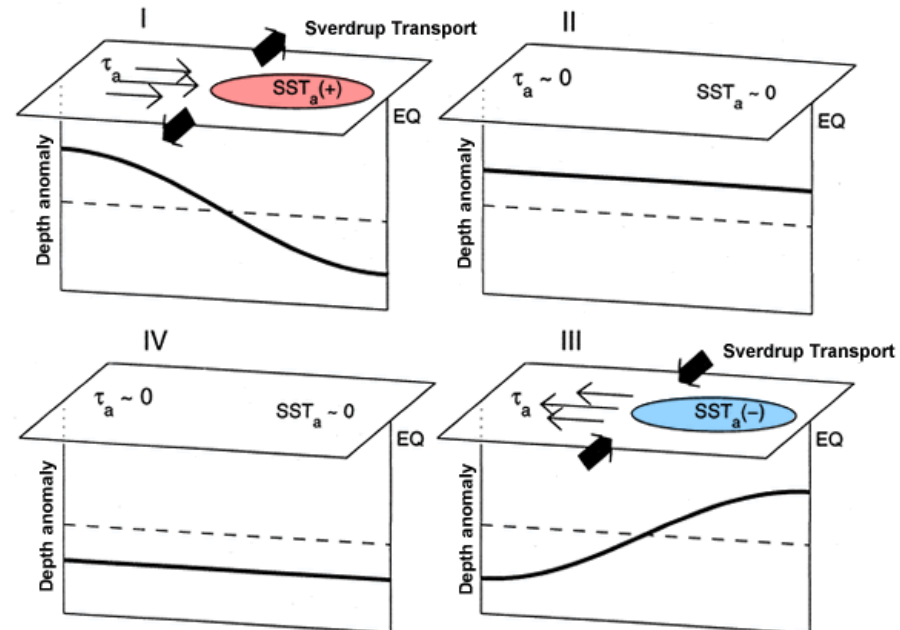 I
Sverdrup Transport
τa
SSTa(+)
EQ
Depth anomaly
II
τa ~ 0
SSTa ~ 0
EQ
Depth anomaly
IV
τa ~ 0
SSTa ~ 0
EQ
Depth anomaly
III
Sverdrup Transport
τa
SSTa(−)
EQ
Depth anomaly